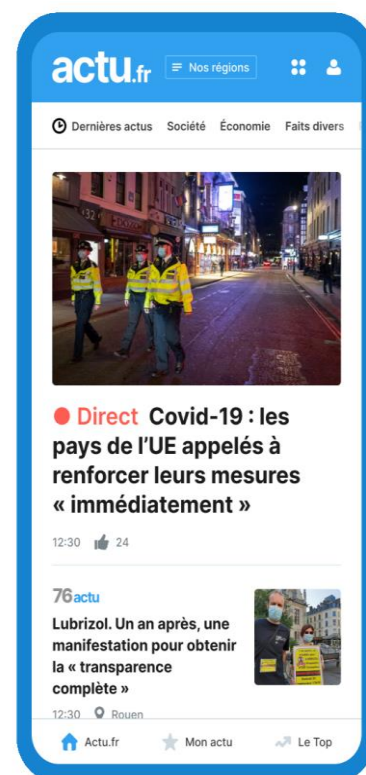 actu.fr
Nos régions
Dernières actus Société Économie Faits divers
Direct Covid-19 : les
pays de l’UE appelés à
renforcer leurs mesures
« immédiatement »
12:30 24
76actu
Lubrizol. Un an après, une
manifestation pour obtenir
la « transparence
complète »
12:30 Rouen
Actu.fr Mon actu Le Top